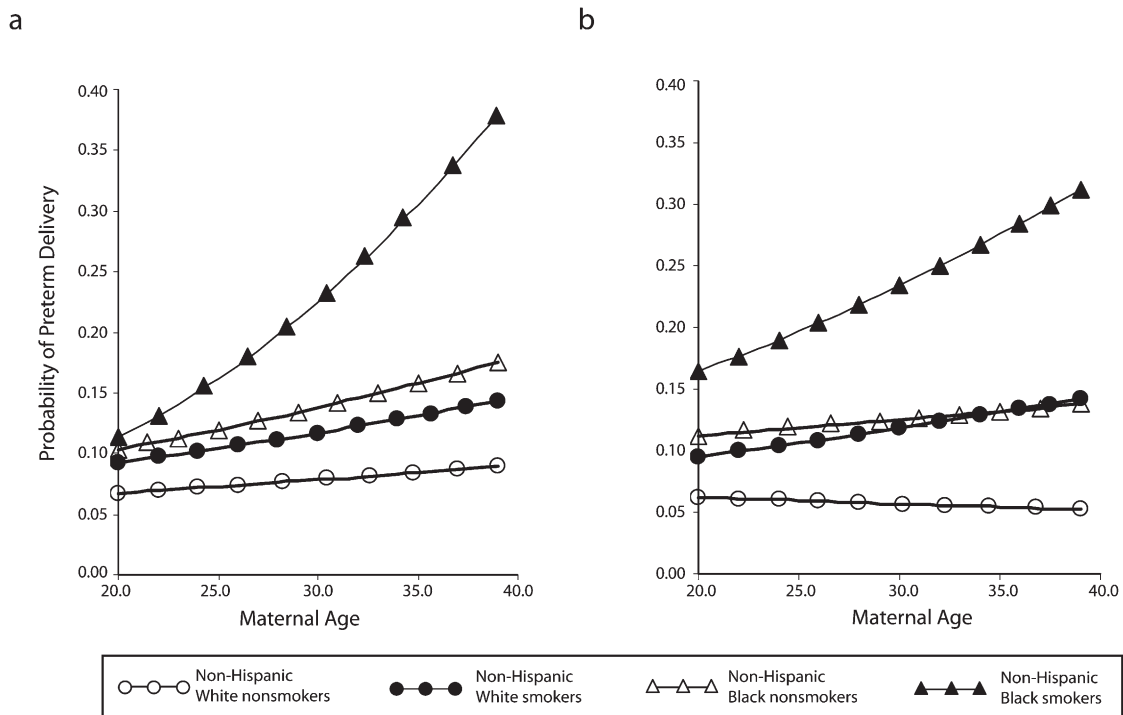 a
b
Probability of Preterm Delivery
0.40
0.35
0.30
0.25
0.20
0.15
0.10
0.05
0.00
20.0 25.0 30.0 35.0 40.0
Maternal Age
0.40
0.35
0.30
0.25
0.20
0.15
0.10
0.05
0.00
20.0 25.0 30.0 35.0 40.0
Maternal Age
Non-Hispanic
White nonsmokers
Non-Hispanic
White smokers
Non-Hispanic
Black nonsmokers
Non-Hispanic
Black smokers